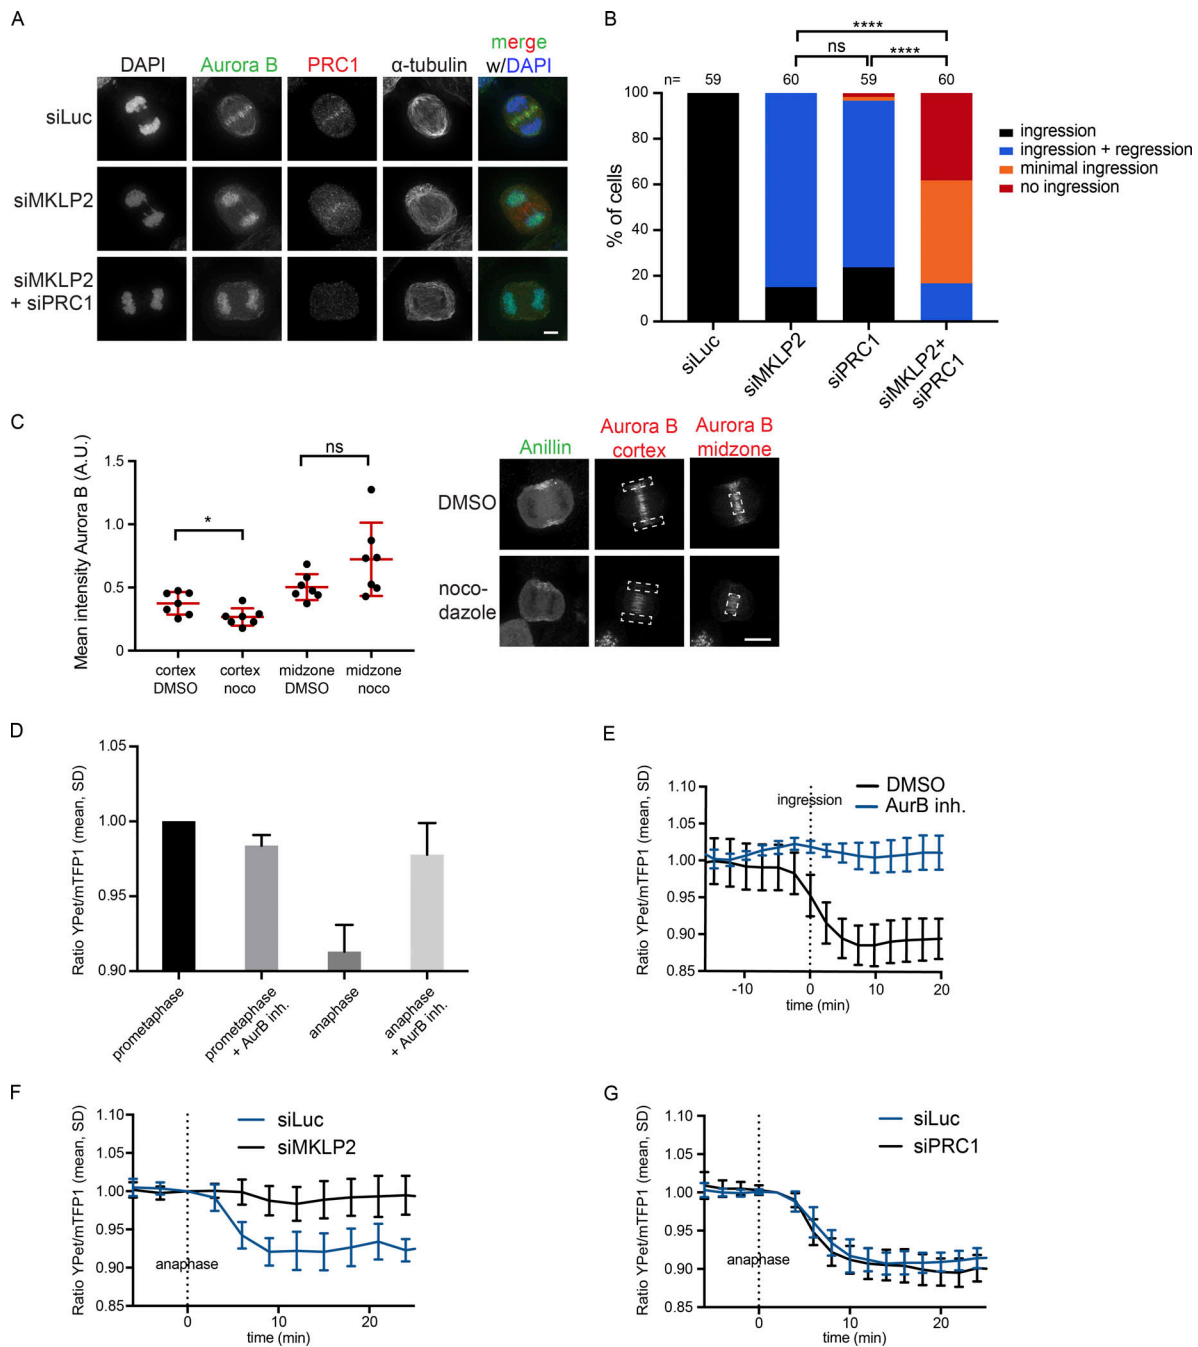 A
DAPI
Aurora B
PRC1
α-tubulin
merge
w/DAPI
siLuc
siMKLP2
siMKLP2
+ siPRC1
B
****
ns
****
n=
59
60
59
60
100
80
60
40
20
0
% of cells
siLuc
siMKLP2
siPRC1
siMKLP2+
siPRC1
ingression
ingression + regression
minimal ingression
no ingression
C
Mean intensity Aurora B (A.U.)
1.5
1.0
0.5
0
*
ns
cortex
DMSO
cortex
noco
midzone
DMSO
midzone
noco
Anillin
Aurora B
cortex
Aurora B
midzone
DMSO
noco-
dazole
D
Ratio YPet/mTFP1 (mean, SD)
1.05
1.00
0.95
0.90
prometaphase
prometaphase
+ AurB inh.
anaphase
anaphase
+ AurB inh.
E
Ratio YPet/mTFP1 (mean, SD)
1.10
1.05
1.00
0.95
0.90
0.85
ingression
DMSO
AurB inh.
-10
0
10
20
time (min)
F
Ratio YPet/mTFP1 (mean, SD)
1.10
1.05
1.00
0.95
0.90
0.85
siLuc
siMKLP2
anaphase
0
10
20
time (min)
G
Ratio YPet/mTFP1 (mean, SD)
1.10
1.05
1.00
0.95
0.90
0.85
siLuc
siPRC1
anaphase
0
10
20
time (min)